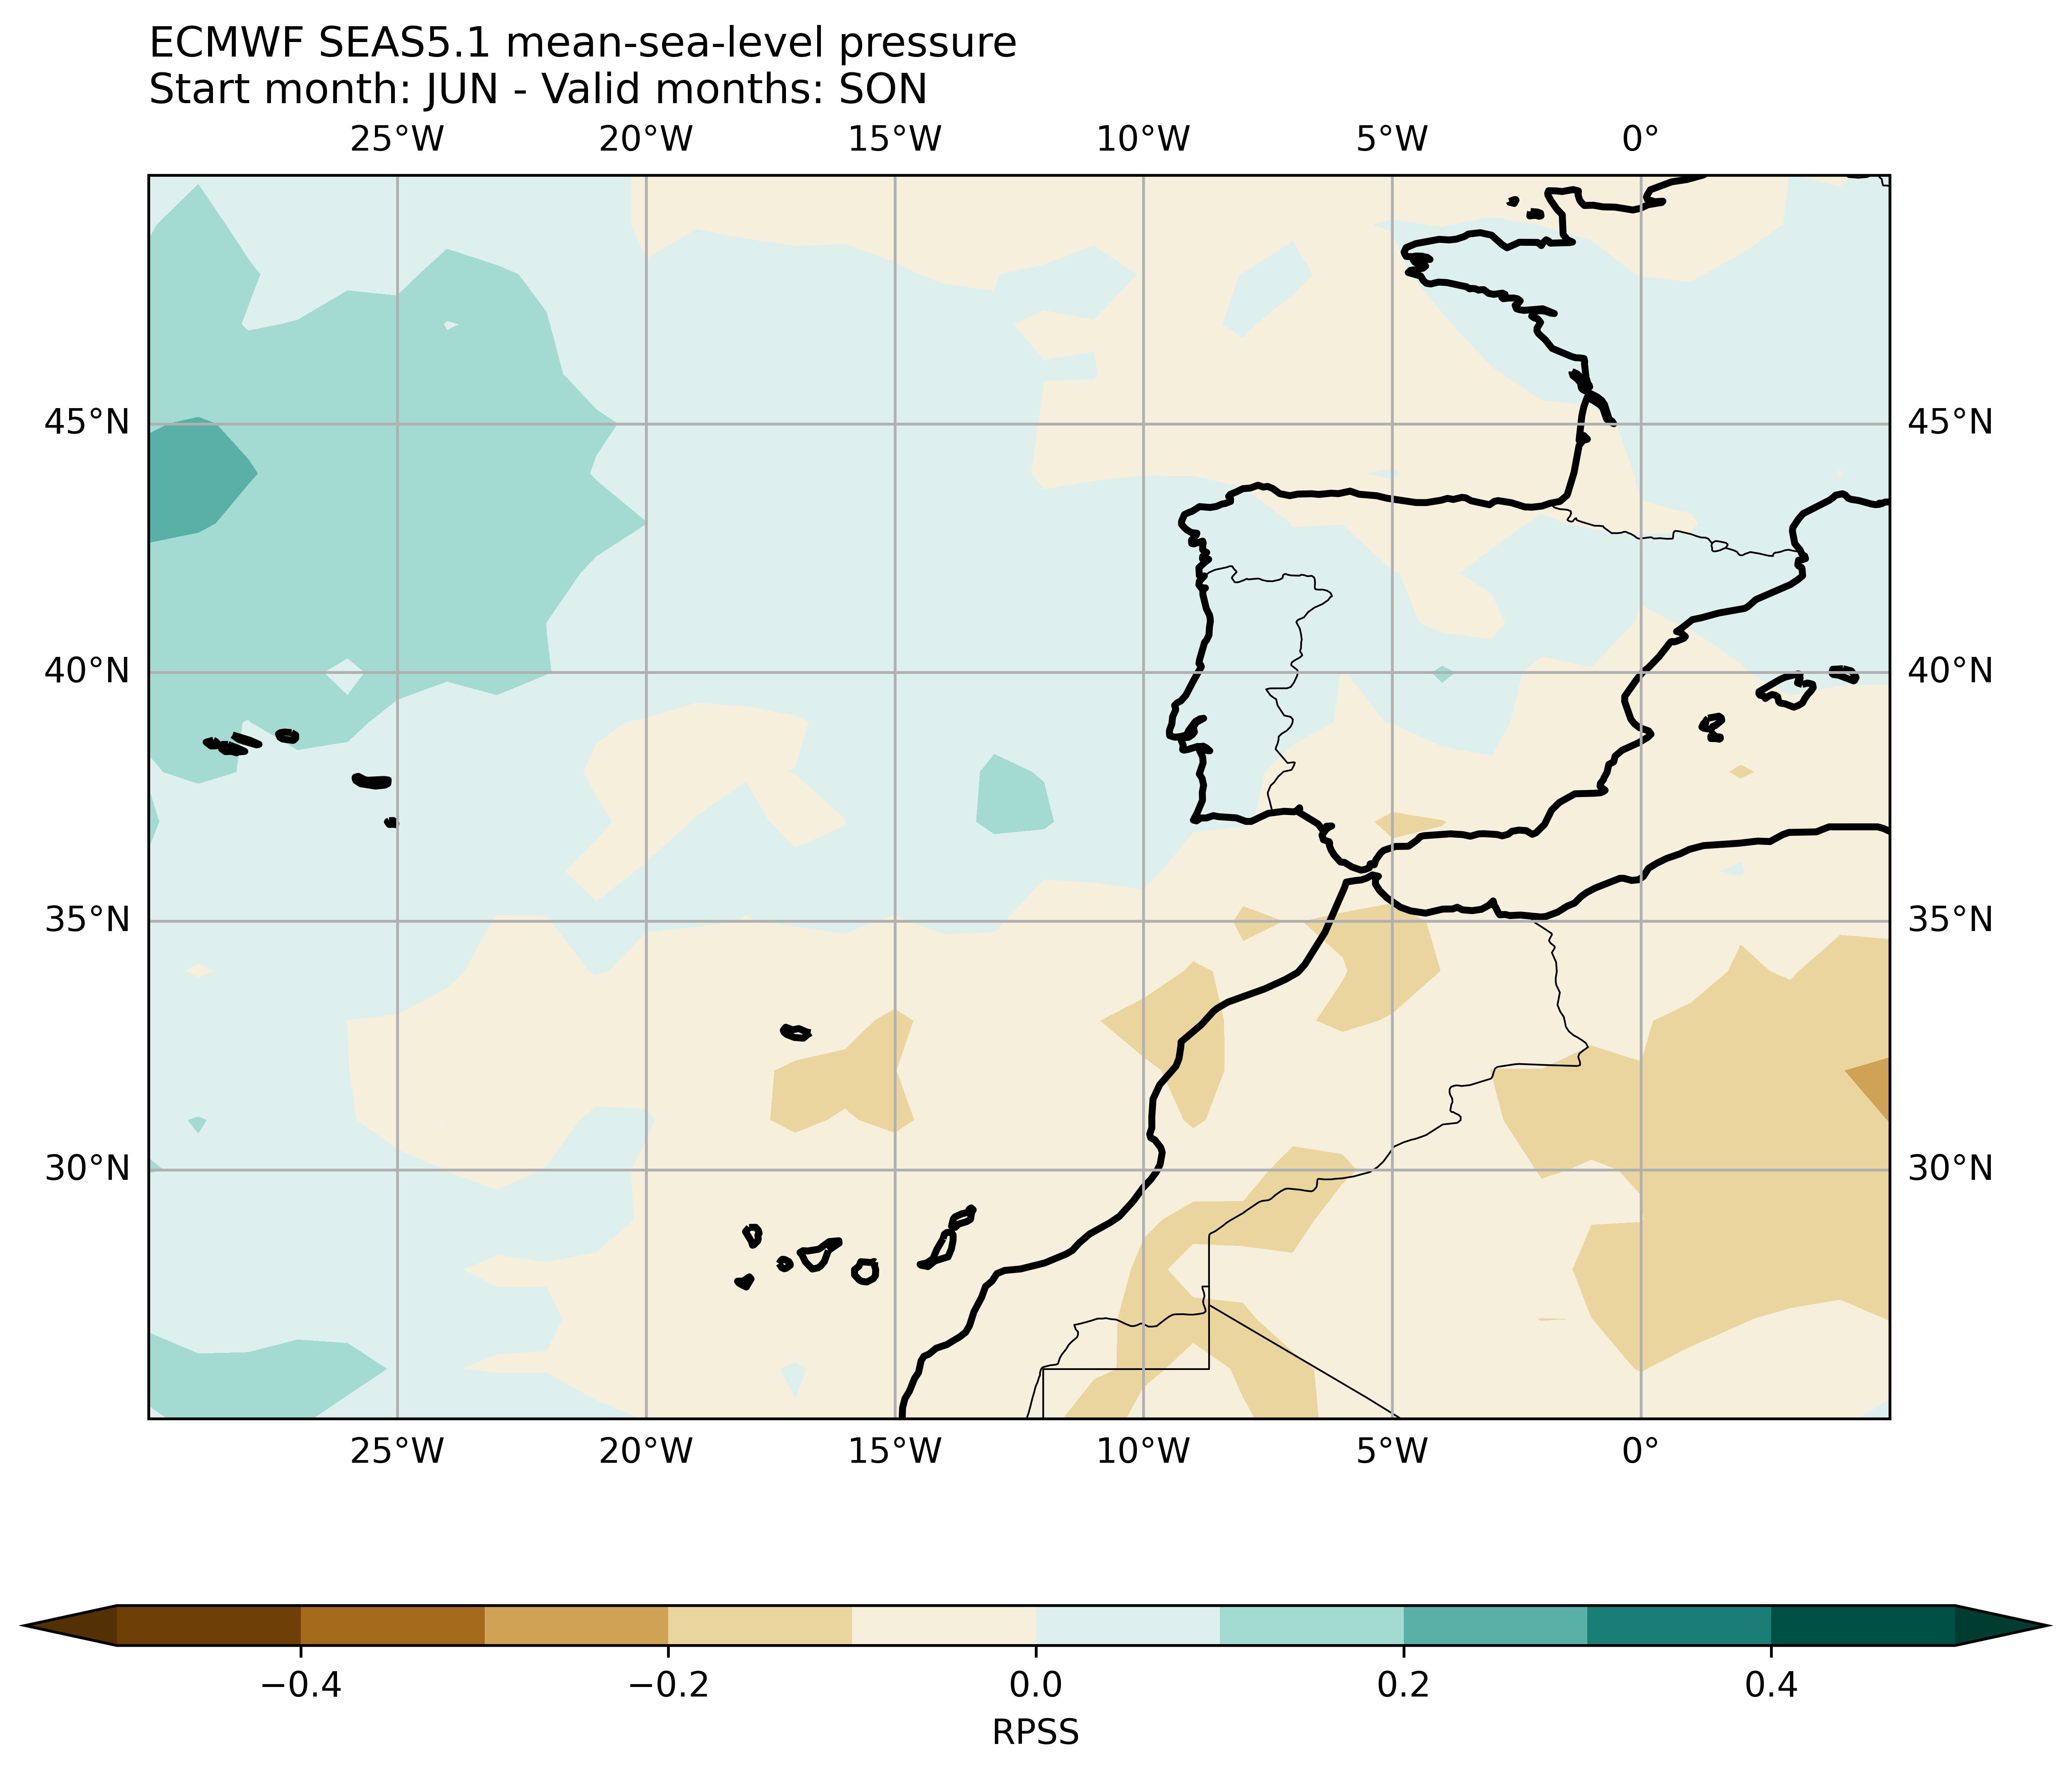 ECMWF SEAS5.1 mean-sea-level pressure
Start month: JUN - Valid months: SON
25°W 20°W 15°W 10°W 5°W 0°
45°N 45°N
40°N 40°N
35°N 35°N
30°N 30°N
25°W 20°W 15°W 10°W 5°W 0°
−0.4 −0.2 0.0 0.2 0.4
RPSS